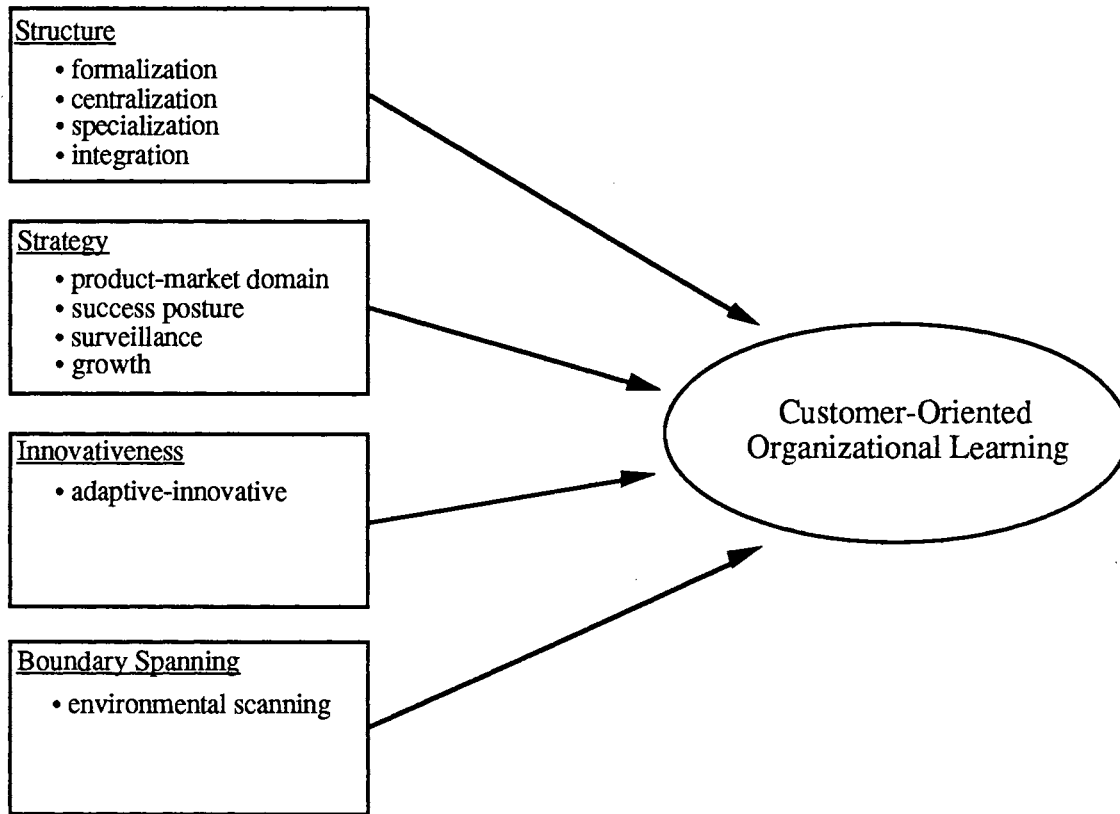 Structure
• formalization
• centralization
• specialization
• integration
Strategy
• product-market domain
• success posture
• surveillance
• growth
Innovativeness
• adaptive-innovative
Boundary Spanning
• environmental scanning
Customer-Oriented
Organizational Learning